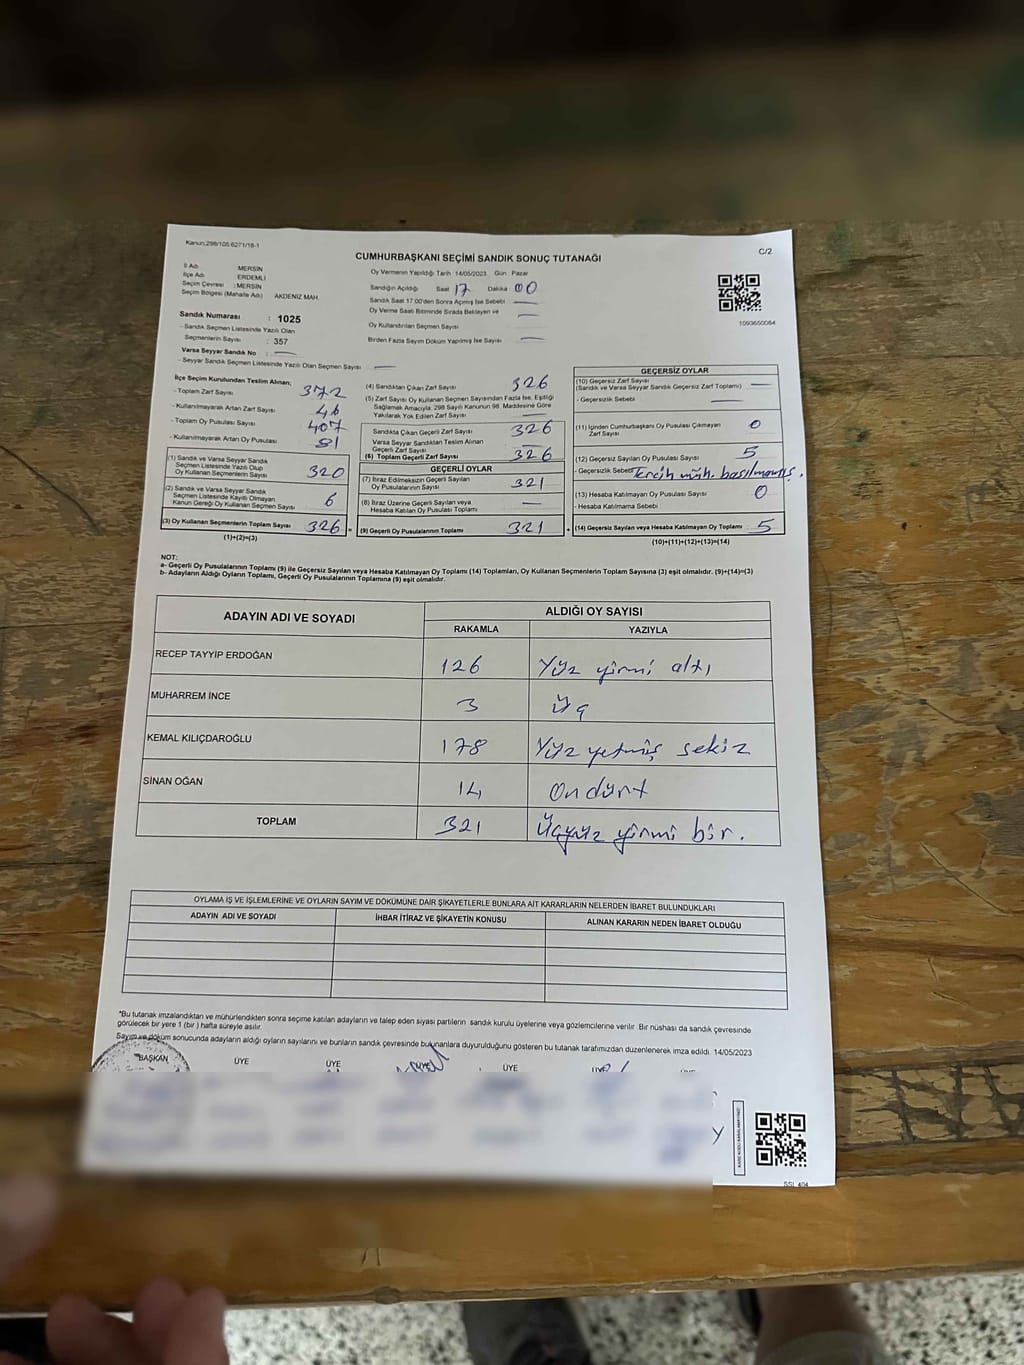 Kanun:298/105:6271/18-1
C/2
CUMHURBAŞKANI SEÇİMİ SANDIK SONUÇ TUTANAĞI
İl Adı : MERSİN
İlçe Adı : ERDEMLİ
Seçim Çevresi : MERSİN
Seçim Bölgesi (Mahalle Adı) : AKDENİZ MAH.
Oy Vermenin Yapıldığı Tarih : 14/05/2023 Gün : Pazar
Sandığın Açıldığı Saat 17 Dakika 00
Sandık Saat 17:00'den Sonra Açılmış İse Sebebi
Oy Verme Saati Bitiminde Sırada Bekleyen ve
Oy Kullandırılan Seçmen Sayısı
Birden Fazla Sayım Döküm Yapılmış İse Sayısı
1093650084
Sandık Numarası : 1025
- Sandık Seçmen Listesinde Yazılı Olan
Seçmenlerin Sayısı : 357
Varsa Seyyar Sandık No :
- Seyyar Sandık Seçmen Listesinde Yazılı Olan Seçmen Sayısı
İlçe Seçim Kurulundan Teslim Alınan;
- Toplam Zarf Sayısı 372
- Kullanılmayarak Artan Zarf Sayısı 46
- Toplam Oy Pusulası Sayısı 407
- Kullanılmayarak Artan Oy Pusulası 81
(1) Sandık ve Varsa Seyyar Sandık
Seçmen Listesinde Yazılı Olup
Oy Kullanan Seçmenlerin Sayısı 320
(2) Sandık ve Varsa Seyyar Sandık
Seçmen Listesinde Kayıtlı Olmayan
Kanun Gereği Oy Kullanan Seçmen Sayısı 6
(3) Oy Kullanan Seçmenlerin Toplam Sayısı 326 =
(1)+(2)=(3)
(4) Sandıktan Çıkan Zarf Sayısı 326
(5) Zarf Sayısı Oy Kullanan Seçmen Sayısından Fazla İse, Eşitliği
Sağlamak Amacıyla, 298 Sayılı Kanunun 98. Maddesine Göre
Yakılarak Yok Edilen Zarf Sayısı
Sandıkta Çıkan Geçerli Zarf Sayısı 326
Varsa Seyyar Sandıktan Teslim Alınan
Geçerli Zarf Sayısı
(6) Toplam Geçerli Zarf Sayısı 326
GEÇERLİ OYLAR
(7) İtiraz Edilmeksizin Geçerli Sayılan
Oy Pusulalarının Sayısı 321
(8) İtiraz Üzerine Geçerli Sayılan veya
Hesaba Katılan Oy Pusulası Toplamı
(9) Geçerli Oy Pusulalarının Toplamı 321 +
GEÇERSİZ OYLAR
(10) Geçersiz Zarf Sayısı
(Sandık ve Varsa Seyyar Sandık Geçersiz Zarf Toplamı)
- Geçersizlik Sebebi
(11) İçinden Cumhurbaşkanı Oy Pusulası Çıkmayan
Zarf Sayısı 0
(12) Geçersiz Sayılan Oy Pusulası Sayısı 5
- Geçersizlik Sebebi Tercih müh. basılmamış.
(13) Hesaba Katılmayan Oy Pusulası Sayısı 0
- Hesaba Katılmama Sebebi
(14) Geçersiz Sayılan veya Hesaba Katılmayan Oy Toplamı 5
(10)+(11)+(12)+(13)=(14)
NOT:
a- Geçerli Oy Pusulalarının Toplamı (9) ile Geçersiz Sayılan veya Hesaba Katılmayan Oy Toplamı (14) Toplamları, Oy Kullanan Seçmenlerin Toplam Sayısına (3) eşit olmalıdır. (9)+(14)=(3)
b- Adayların Aldığı Oyların Toplamı, Geçerli Oy Pusulalarının Toplamına (9) eşit olmalıdır.
ADAYIN ADI VE SOYADI ALDIĞI OY SAYISI
RAKAMLA YAZIYLA
RECEP TAYYİP ERDOĞAN 126 Yüz yirmi altı
MUHARREM İNCE 3 Üç
KEMAL KILIÇDAROĞLU 178 Yüz yetmiş sekiz
SİNAN OĞAN 14 On dört
TOPLAM 321 Üçyüz yirmi bir.
OYLAMA İŞ VE İŞLEMLERİNE VE OYLARIN SAYIM VE DÖKÜMÜNE DAİR ŞİKAYETLERLE BUNLARA AİT KARARLARIN NELERDEN İBARET BULUNDUKLARI
ADAYIN ADI VE SOYADI İHBAR İTİRAZ VE ŞİKAYETİN KONUSU ALINAN KARARIN NEDEN İBARET OLDUĞU
*Bu tutanak imzalandıktan ve mühürlendikten sonra seçime katılan adayların ve talep eden siyasi partilerin sandık kurulu üyelerine veya gözlemcilerine verilir. Bir nüshası da sandık çevresinde
görülecek bir yere 1 (bir ) hafta süreyle asılır.
Sayım ve döküm sonucunda adayların aldığı oyların sayılarını ve bunların sandık çevresinde bulunanlara duyurulduğunu gösteren bu tutanak tarafımızdan düzenlenerek imza edildi. 14/05/2023
BAŞKAN ÜYE ÜYE ÜYE ÜYE